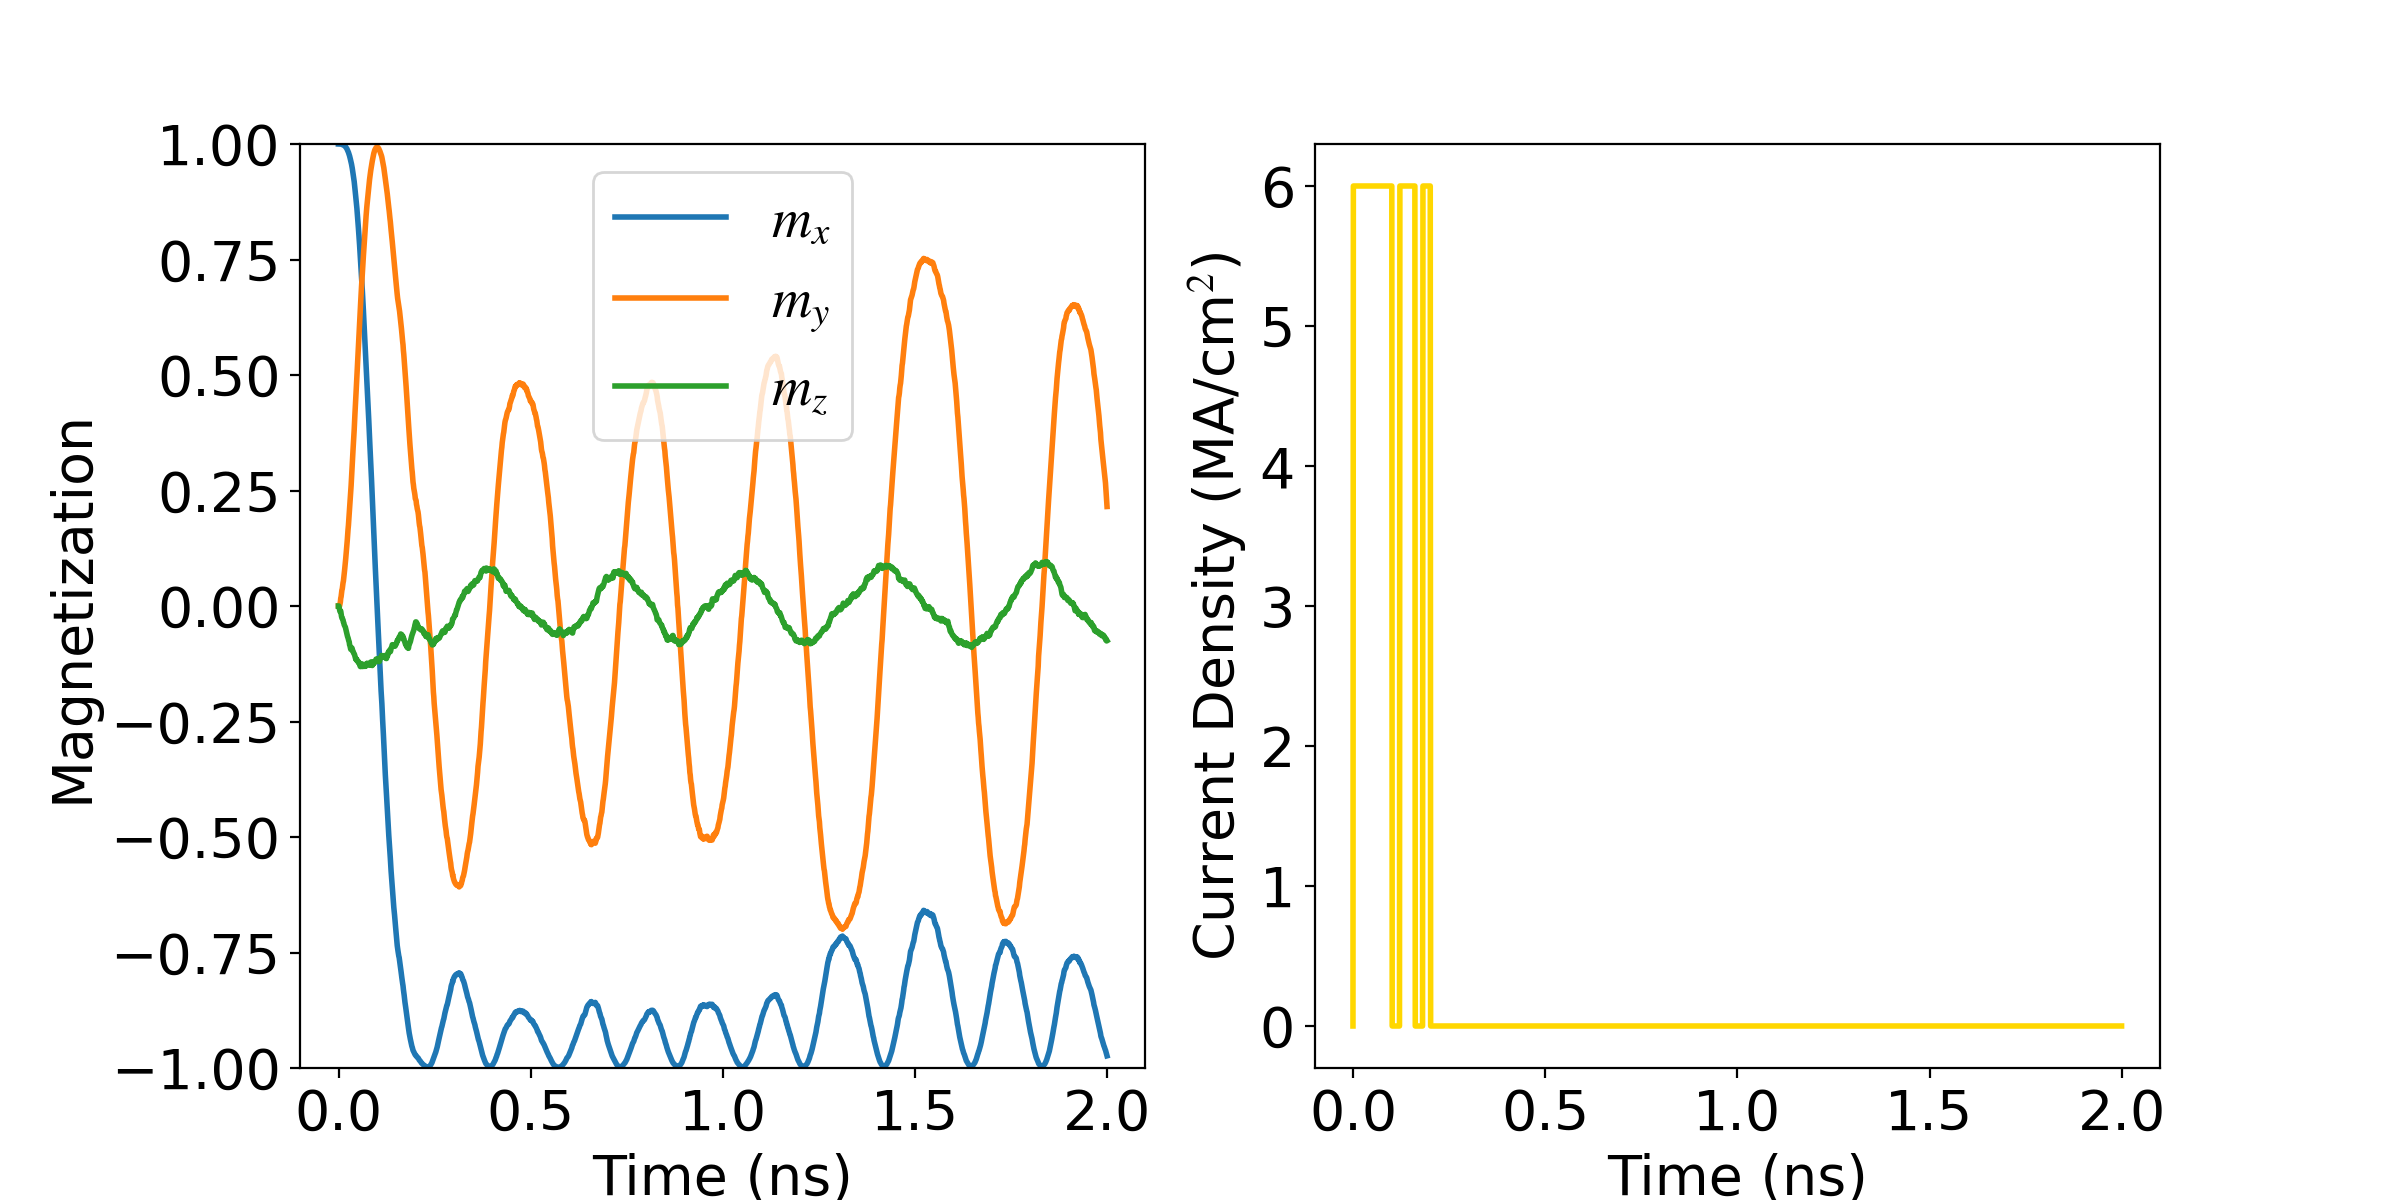 Magnetization
1.00
0.75
0.50
0.25
0.00
−0.25
−0.50
−0.75
−1.00
0.0 0.5 1.0 1.5 2.0
Time (ns)
m_x
m_y
m_z
Current Density (MA/cm²)
6
5
4
3
2
1
0
0.0 0.5 1.0 1.5 2.0
Time (ns)